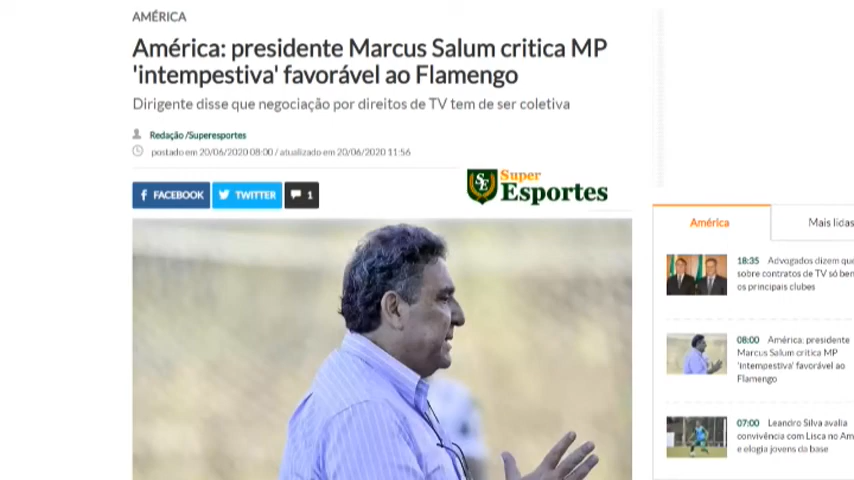 AMÉRICA
América: presidente Marcus Salum critica MP
'intempestiva' favorável ao Flamengo
Dirigente disse que negociação por direitos de TV tem de ser coletiva
Redação /Superesportes
postado em 20/06/2020 08:00 / atualizado em 20/06/2020 11:56
FACEBOOK
TWITTER
1
SE
Super
Esportes
América
Mais lidas
18:35 Advogados dizem que
sobre contratos de TV só
os principais clubes
08:00 América: presidente
Marcus Salum critica MP
'intempestiva' favorável ao
Flamengo
07:00 Leandro Silva avalia
convivência com Lisca no
e elogia jovens da base